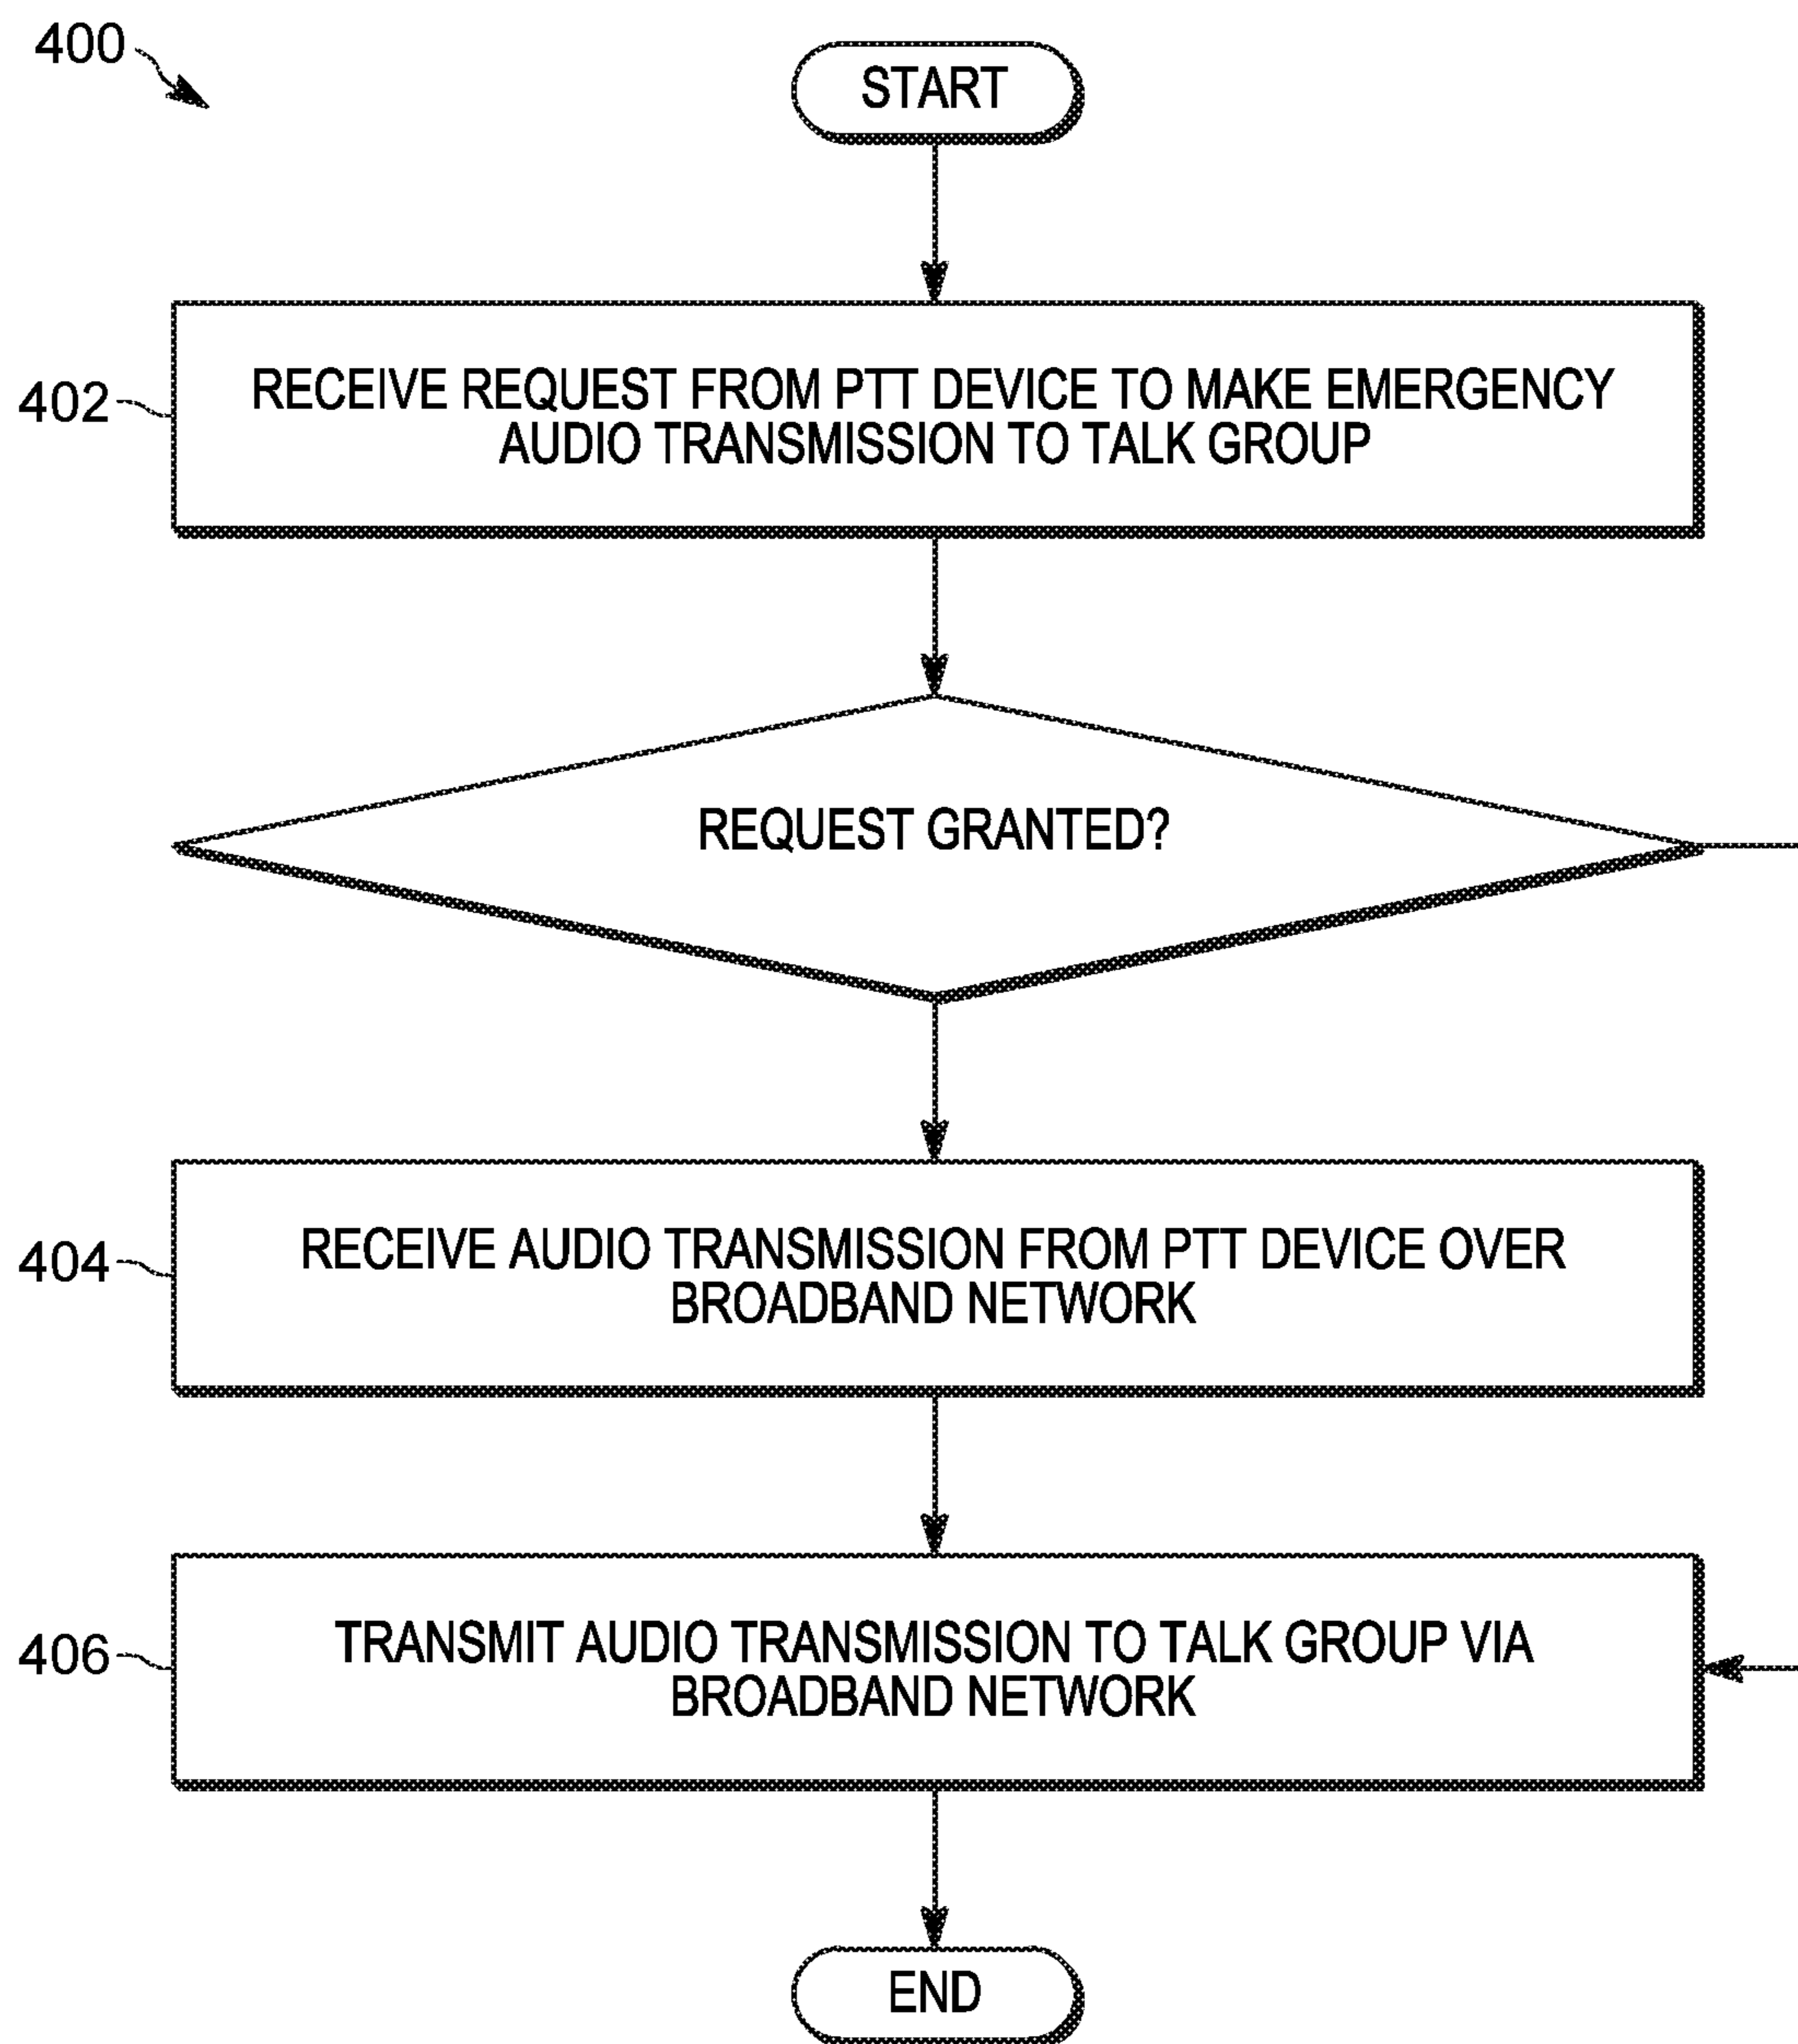 400
START
402
RECEIVE REQUEST FROM PTT DEVICE TO MAKE EMERGENCY
AUDIO TRANSMISSION TO TALK GROUP
REQUEST GRANTED?
404
RECEIVE AUDIO TRANSMISSION FROM PTT DEVICE OVER
BROADBAND NETWORK
406
TRANSMIT AUDIO TRANSMISSION TO TALK GROUP VIA
BROADBAND NETWORK
END